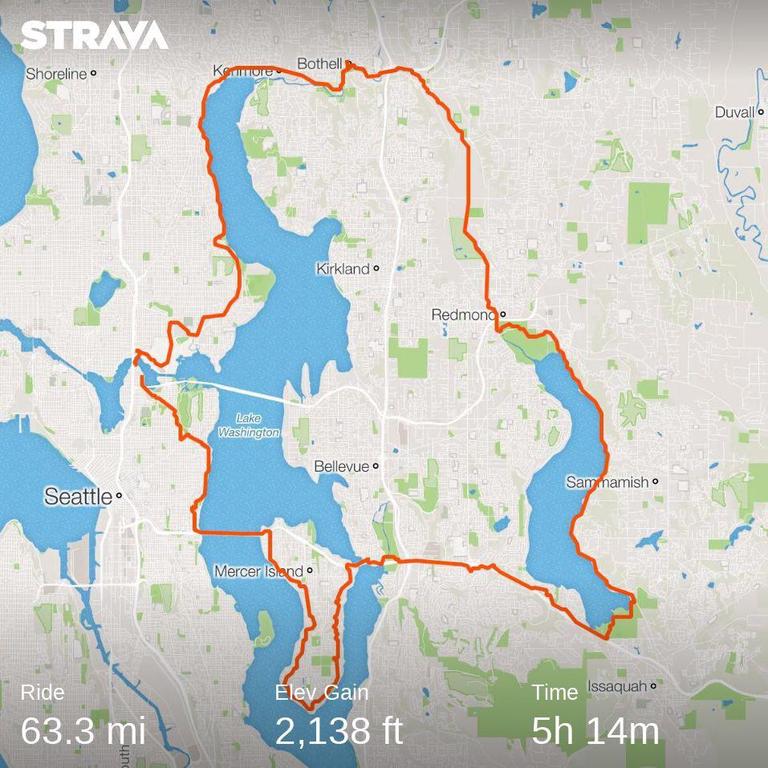 STRAVA
Shoreline
Kenmore
Bothell
Duvall
Kirkland
Redmond
Lake
Washington
Bellevue
Sammamish
Seattle
Mercer Island
Issaquah
Ride
Elev Gain
Time
63.3 mi
2,138 ft
5h 14m